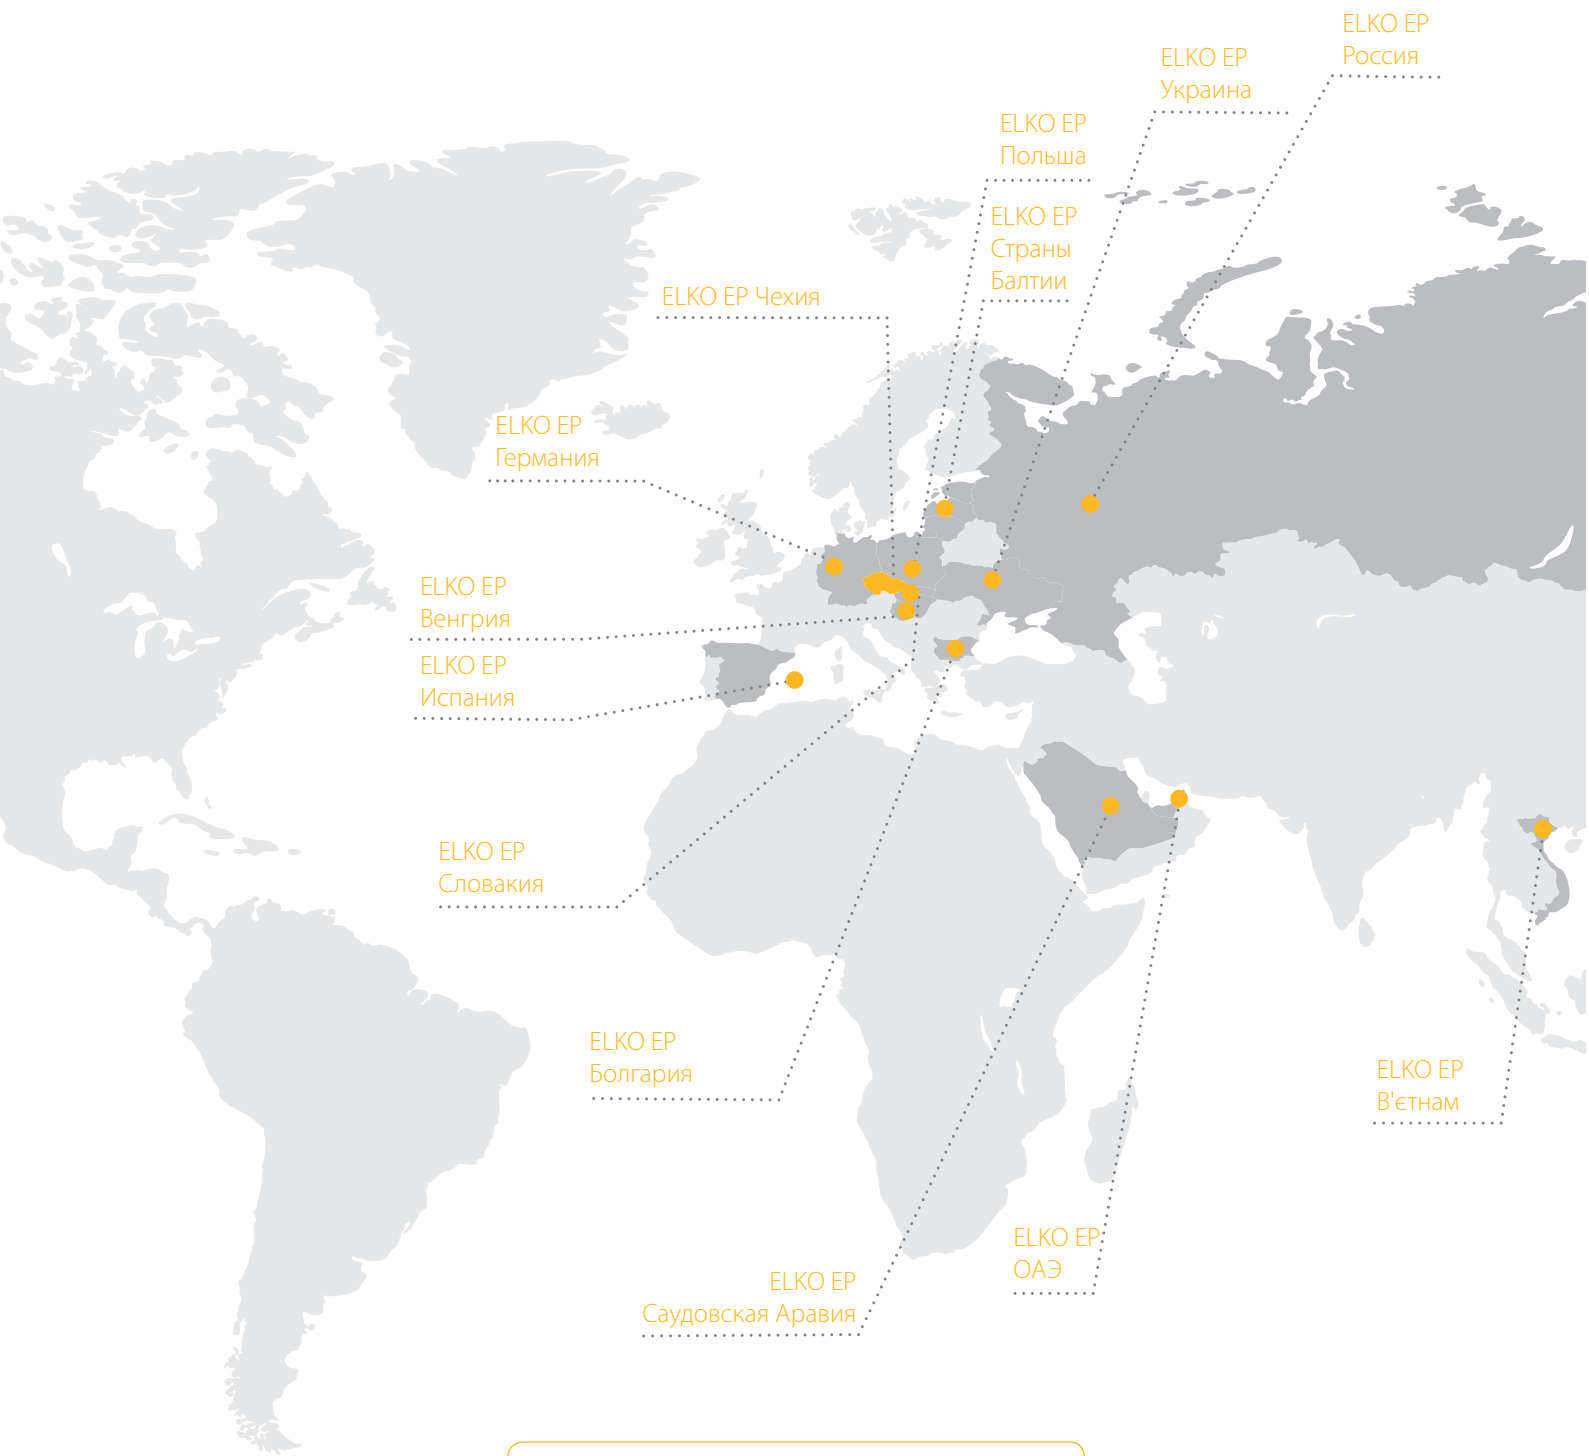 ELKO EP
Россия
ELKO EP
Украина
ELKO EP
Польша
ELKO EP
Страны
Балтии
ELKO EP Чехия
ELKO EP
Германия
ELKO EP
Венгрия
ELKO EP
Испания
ELKO EP
Словакия
ELKO EP
Болгария
ELKO EP
В'єтнам
ELKO EP
ОАЭ
ELKO EP
Саудовская Аравия